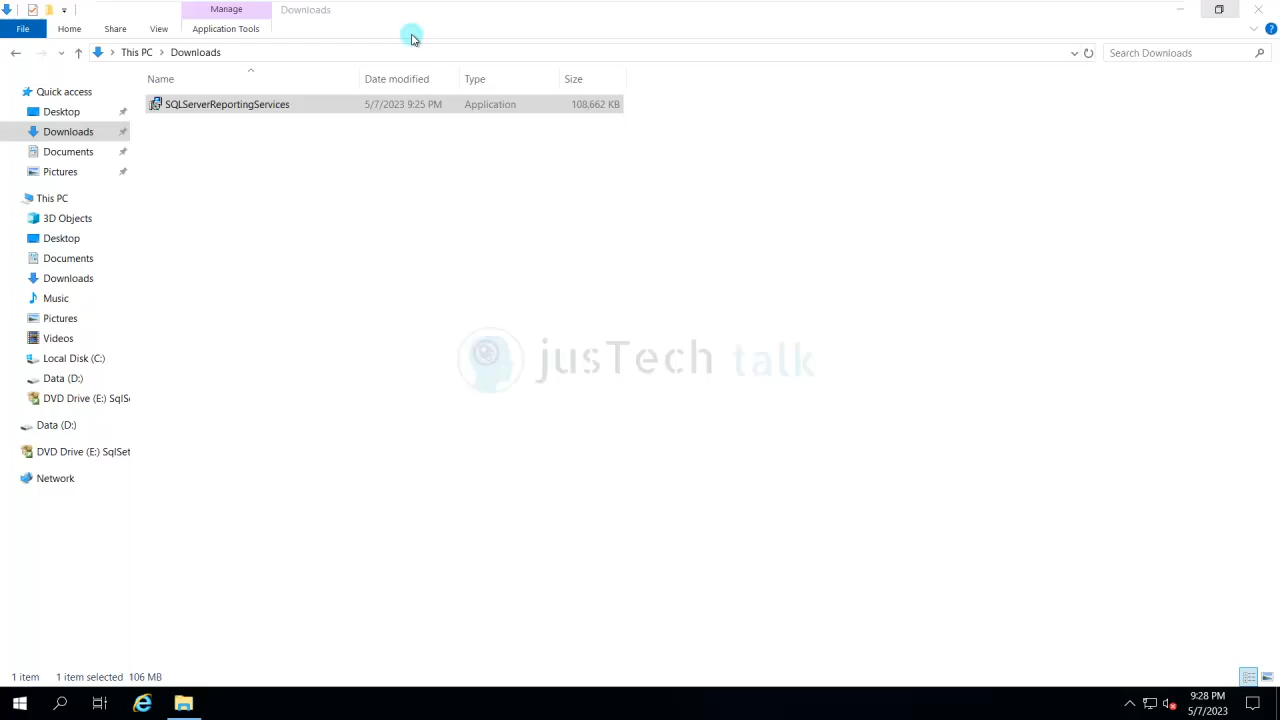 Manage
Downloads
File
Home
Share
View
Application Tools
This PC
Downloads
Search Downloads
Name
Date modified
Type
Size
Quick access
SQLServerReportingServices
5/7/2023 9:25 PM
Application
108,662 KB
Desktop
Downloads
Documents
Pictures
This PC
3D Objects
Desktop
Documents
Downloads
Music
Pictures
Videos
Local Disk (C:)
Data (D:)
DVD Drive (E:) SqlSe
Data (D:)
DVD Drive (E:) SqlSet
Network
jusTech talk
1 item
1 item selected 106 MB
9:28 PM
5/7/2023